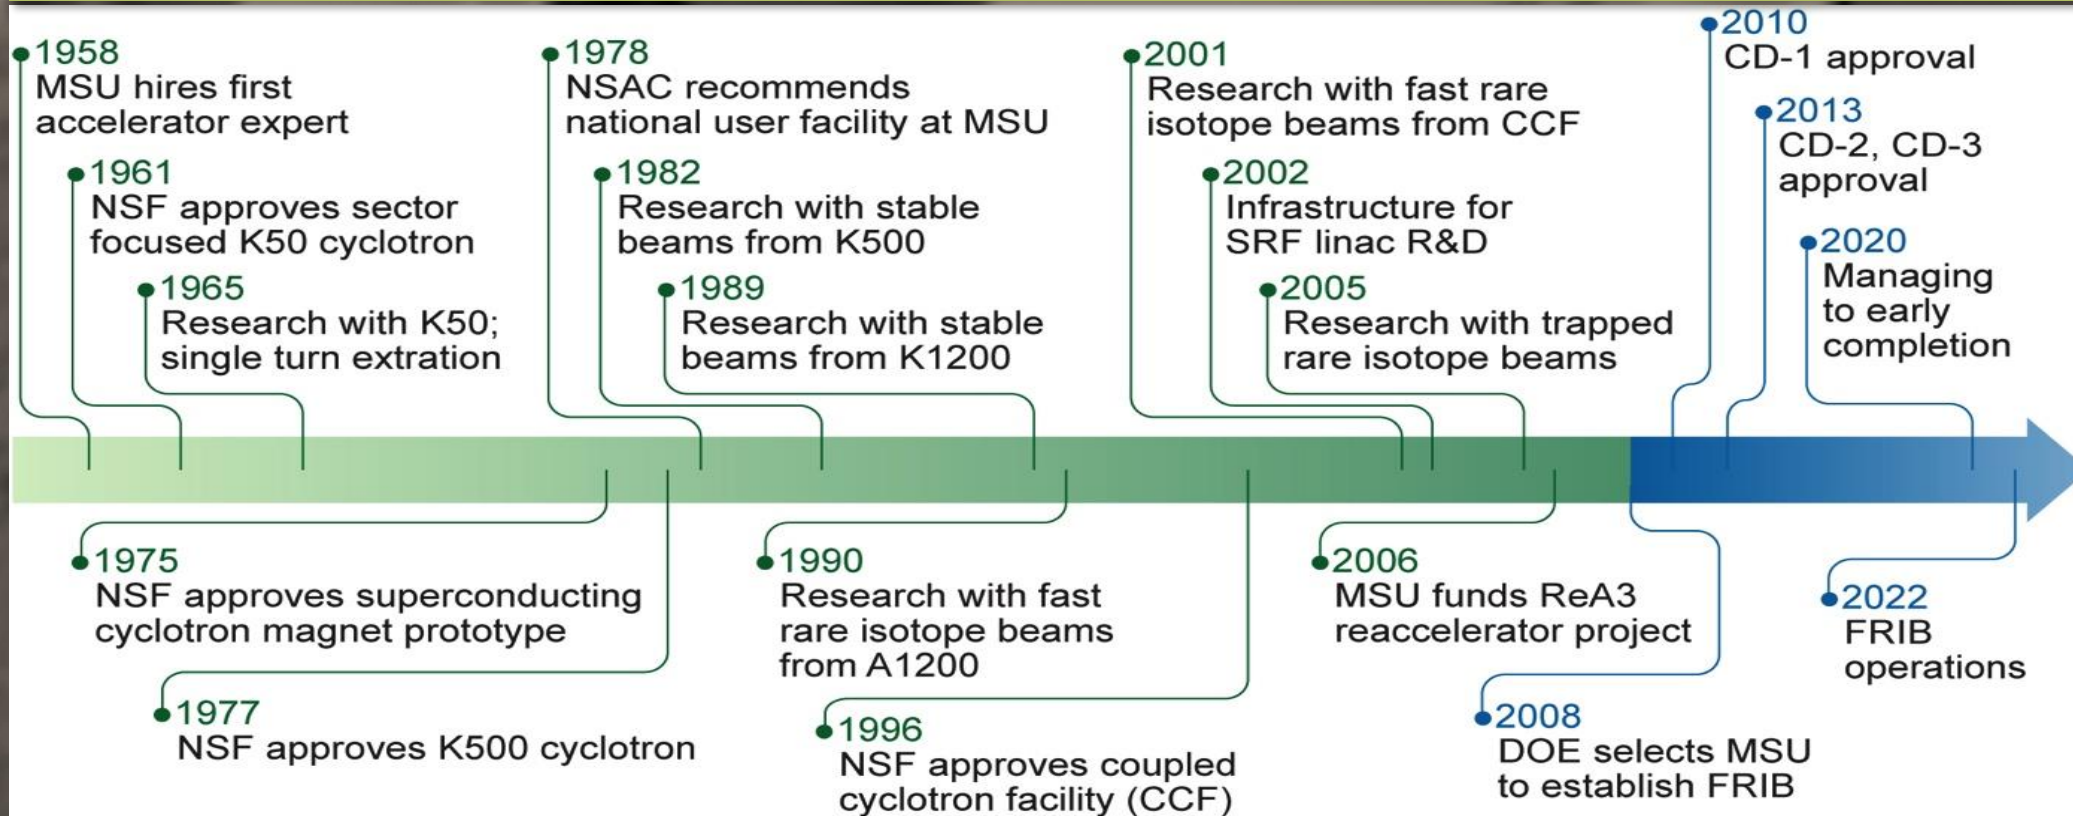 1958
MSU hires first
accelerator expert
1961
NSF approves sector
focused K50 cyclotron
1965
Research with K50;
single turn extration
1978
NSAC recommends
national user facility at MSU
1982
Research with stable
beams from K500
1989
Research with stable
beams from K1200
2001
Research with fast rare
isotope beams from CCF
2002
Infrastructure for
SRF linac R&D
2005
Research with trapped
rare isotope beams
2010
CD-1 approval
2013
CD-2, CD-3
approval
2020
Managing
to early
completion
1975
NSF approves superconducting
cyclotron magnet prototype
1977
NSF approves K500 cyclotron
1990
Research with fast
rare isotope beams
from A1200
1996
NSF approves coupled
cyclotron facility (CCF)
2006
MSU funds ReA3
reaccelerator project
2008
DOE selects MSU
to establish FRIB
2022
FRIB
operations